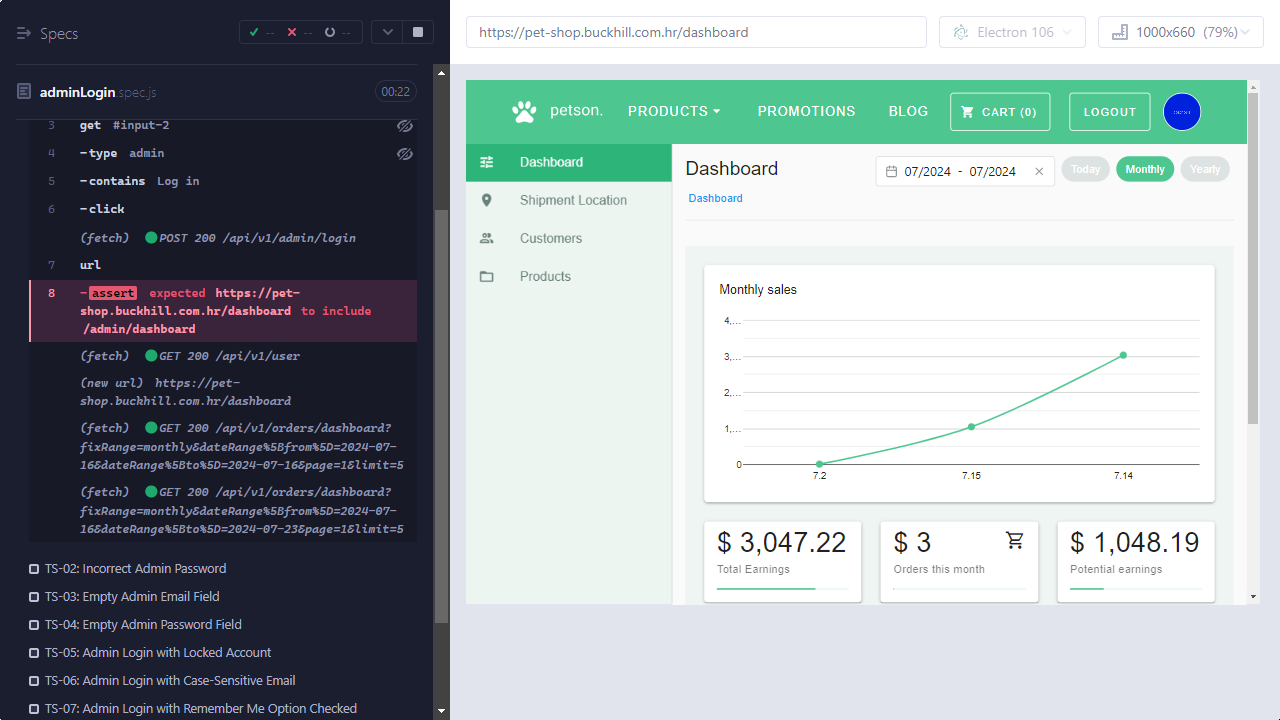 Specs
-- -- --
adminLogin.spec.js
00:22
3 get #input-2
4 -type admin
5 -contains Log in
6 -click
(fetch) POST 200 /api/v1/admin/login
7 url
8 -assert expected https://pet-
shop.buckhill.com.hr/dashboard to include
/admin/dashboard
(fetch) GET 200 /api/v1/user
(new url) https://pet-
shop.buckhill.com.hr/dashboard
(fetch) GET 200 /api/v1/orders/dashboard?
fixRange=monthly&dateRange%5Bfrom%5D=2024-07-
16&dateRange%5Bto%5D=2024-07-16&page=1&limit=5
(fetch) GET 200 /api/v1/orders/dashboard?
fixRange=monthly&dateRange%5Bfrom%5D=2024-07-
16&dateRange%5Bto%5D=2024-07-23&page=1&limit=5
TS-02: Incorrect Admin Password
TS-03: Empty Admin Email Field
TS-04: Empty Admin Password Field
TS-05: Admin Login with Locked Account
TS-06: Admin Login with Case-Sensitive Email
TS-07: Admin Login with Remember Me Option Checked
https://pet-shop.buckhill.com.hr/dashboard
Electron 106
1000x660 (79%)
petson.
PRODUCTS
PROMOTIONS
BLOG
CART (0)
LOGOUT
Dashboard
Shipment Location
Customers
Products
Dashboard
07/2024 - 07/2024
Today
Monthly
Yearly
Dashboard
Monthly sales
4,...
3,...
2,...
1,...
0
7.2
7.15
7.14
$ 3,047.22
Total Earnings
$ 3
Orders this month
$ 1,048.19
Potential earnings